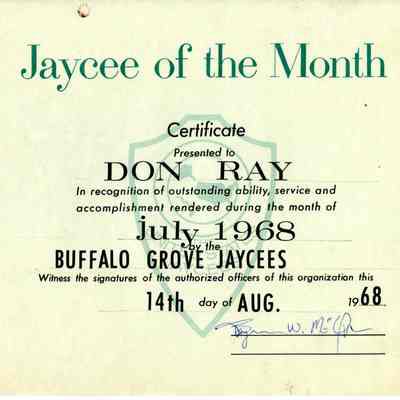 Jaycee of the Month
Certificate
Presented to
DON RAY
In recognition of outstanding ability, service and
accomplishment rendered during the month of
july 1968
by the
BUFFALO GROVE JAYCEES
Witness the signatures of the authorized officers of this organization this
14th day of AUG. 1968.
W.